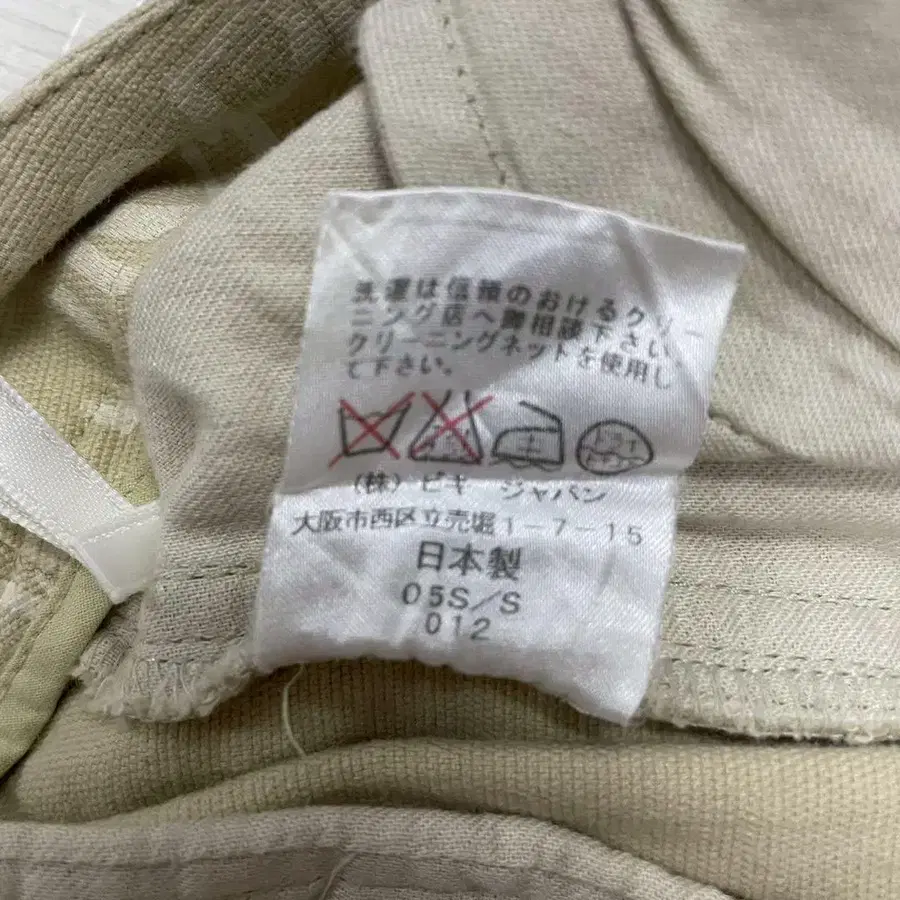 洗濯は信頼のおけるクリー
ニング店へ御相談下さい。
クリーニングネットを使用し
て下さい。
ドライ
(株) ビギ ジャパン
大阪市西区立売堀1-7-15
日本製
05S/S
012